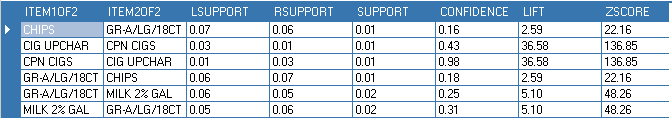 ITEM1OF2 ITEM2OF2 LSUPPORT RSUPPORT SUPPORT CONFIDENCE LIFT ZSCORE
CHIPS GR-A/LG/18CT 0.07 0.06 0.01 0.16 2.59 22.16
CIG UPCHAR CPN CIGS 0.03 0.01 0.01 0.43 36.58 136.85
CPN CIGS CIG UPCHAR 0.01 0.03 0.01 0.98 36.58 136.85
GR-A/LG/18CT CHIPS 0.06 0.07 0.01 0.18 2.59 22.16
GR-A/LG/18CT MILK 2% GAL 0.06 0.05 0.02 0.25 5.10 48.26
MILK 2% GAL GR-A/LG/18CT 0.05 0.06 0.02 0.31 5.10 48.26